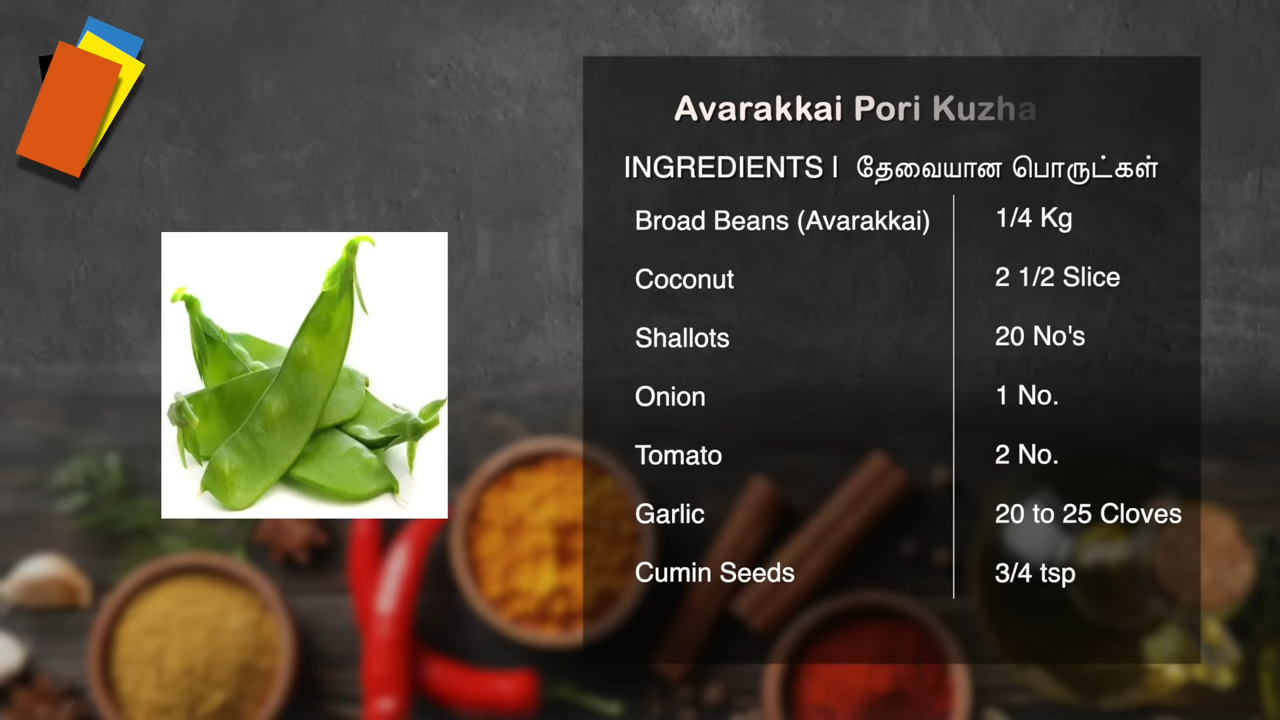 Avarakkai Pori Kuzha
INGREDIENTS | தேவையான பொருட்கள்
Broad Beans (Avarakkai) 1/4 Kg
Coconut 2 1/2 Slice
Shallots 20 No's
Onion 1 No.
Tomato 2 No.
Garlic 20 to 25 Cloves
Cumin Seeds 3/4 tsp